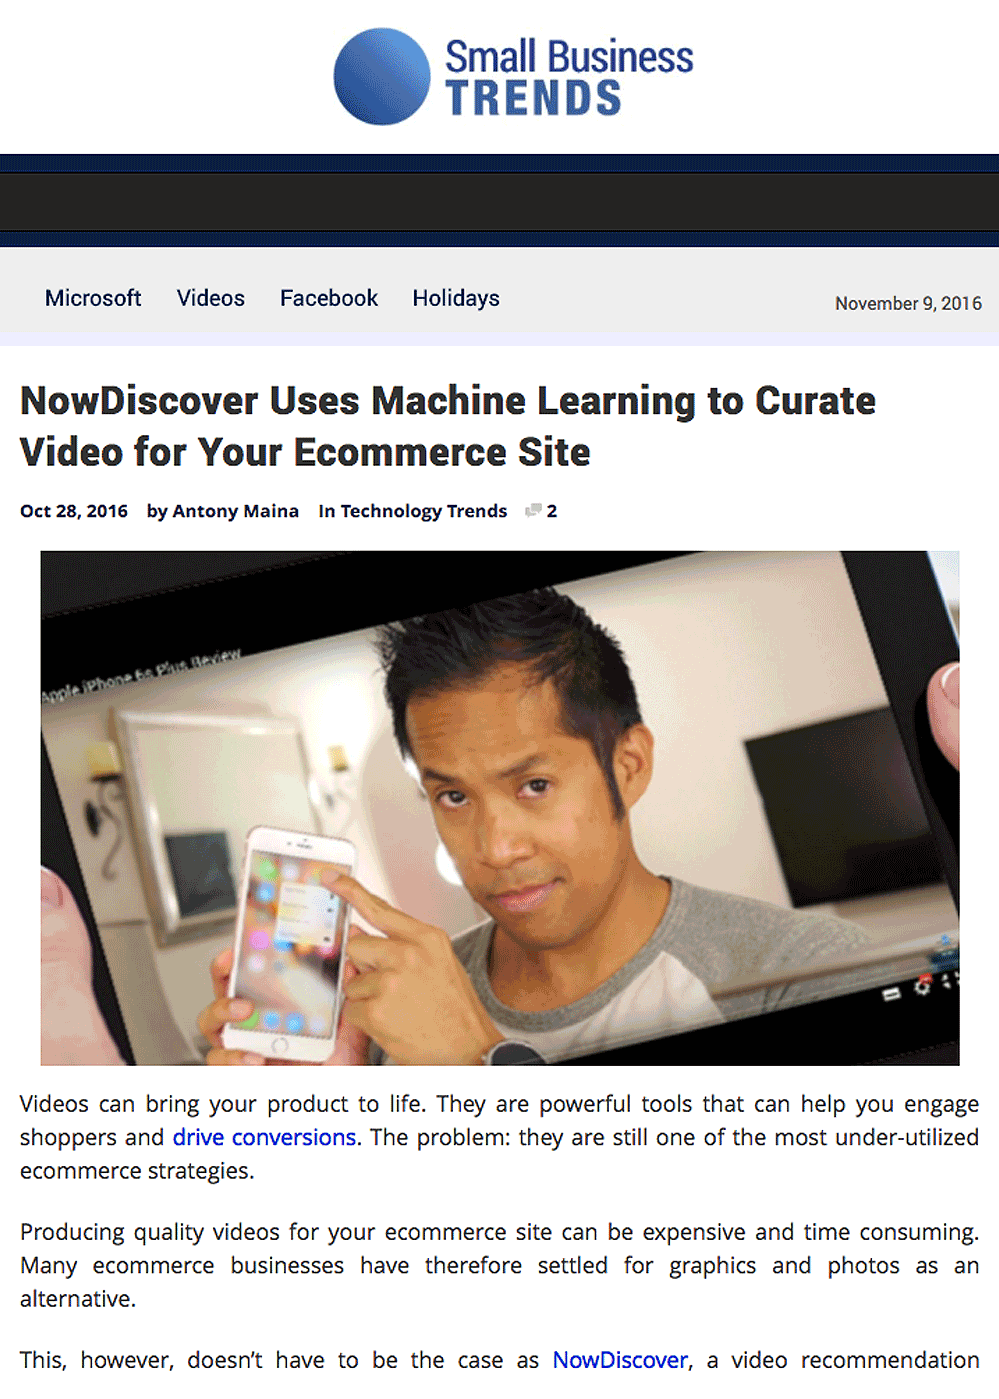 Small Business
TRENDS
Microsoft Videos Facebook Holidays
November 9, 2016
NowDiscover Uses Machine Learning to Curate
Video for Your Ecommerce Site
Oct 28, 2016 by Antony Maina In Technology Trends 2
Apple iPhone 6s Plus Review
Videos can bring your product to life. They are powerful tools that can help you engage
shoppers and drive conversions. The problem: they are still one of the most under-utilized
ecommerce strategies.
Producing quality videos for your ecommerce site can be expensive and time consuming.
Many ecommerce businesses have therefore settled for graphics and photos as an
alternative.
This, however, doesn’t have to be the case as NowDiscover, a video recommendation